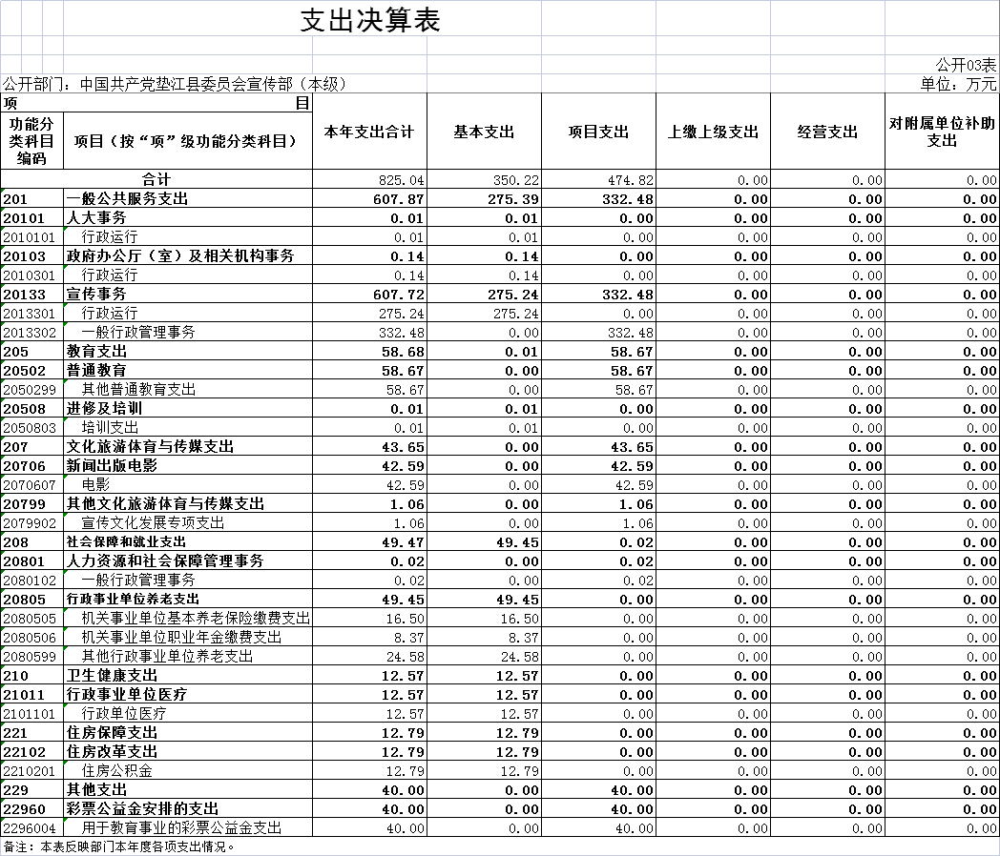 支出决算表
公开03表
公开部门：中国共产党垫江县委员会宣传部（本级） 单位：万元
项 目
功能分类科目编码 项目（按“项”级功能分类科目） 本年支出合计 基本支出 项目支出 上缴上级支出 经营支出 对附属单位补助支出
合计 825.04 350.22 474.82 0.00 0.00 0.00
201 一般公共服务支出 607.87 275.39 332.48 0.00 0.00 0.00
20101 人大事务 0.01 0.01 0.00 0.00 0.00 0.00
2010101 行政运行 0.01 0.01 0.00 0.00 0.00 0.00
20103 政府办公厅（室）及相关机构事务 0.14 0.14 0.00 0.00 0.00 0.00
2010301 行政运行 0.14 0.14 0.00 0.00 0.00 0.00
20133 宣传事务 607.72 275.24 332.48 0.00 0.00 0.00
2013301 行政运行 275.24 275.24 0.00 0.00 0.00 0.00
2013302 一般行政管理事务 332.48 0.00 332.48 0.00 0.00 0.00
205 教育支出 58.68 0.01 58.67 0.00 0.00 0.00
20502 普通教育 58.67 0.00 58.67 0.00 0.00 0.00
2050299 其他普通教育支出 58.67 0.00 58.67 0.00 0.00 0.00
20508 进修及培训 0.01 0.01 0.00 0.00 0.00 0.00
2050803 培训支出 0.01 0.01 0.00 0.00 0.00 0.00
207 文化旅游体育与传媒支出 43.65 0.00 43.65 0.00 0.00 0.00
20706 新闻出版电影 42.59 0.00 42.59 0.00 0.00 0.00
2070607 电影 42.59 0.00 42.59 0.00 0.00 0.00
20799 其他文化旅游体育与传媒支出 1.06 0.00 1.06 0.00 0.00 0.00
2079902 宣传文化发展专项支出 1.06 0.00 1.06 0.00 0.00 0.00
208 社会保障和就业支出 49.47 49.45 0.02 0.00 0.00 0.00
20801 人力资源和社会保障管理事务 0.02 0.00 0.02 0.00 0.00 0.00
2080102 一般行政管理事务 0.02 0.00 0.02 0.00 0.00 0.00
20805 行政事业单位养老支出 49.45 49.45 0.00 0.00 0.00 0.00
2080505 机关事业单位基本养老保险缴费支出 16.50 16.50 0.00 0.00 0.00 0.00
2080506 机关事业单位职业年金缴费支出 8.37 8.37 0.00 0.00 0.00 0.00
2080599 其他行政事业单位养老支出 24.58 24.58 0.00 0.00 0.00 0.00
210 卫生健康支出 12.57 12.57 0.00 0.00 0.00 0.00
21011 行政事业单位医疗 12.57 12.57 0.00 0.00 0.00 0.00
2101101 行政单位医疗 12.57 12.57 0.00 0.00 0.00 0.00
221 住房保障支出 12.79 12.79 0.00 0.00 0.00 0.00
22102 住房改革支出 12.79 12.79 0.00 0.00 0.00 0.00
2210201 住房公积金 12.79 12.79 0.00 0.00 0.00 0.00
229 其他支出 40.00 0.00 40.00 0.00 0.00 0.00
22960 彩票公益金安排的支出 40.00 0.00 40.00 0.00 0.00 0.00
2296004 用于教育事业的彩票公益金支出 40.00 0.00 40.00 0.00 0.00 0.00
备注：本表反映部门本年度各项支出情况。